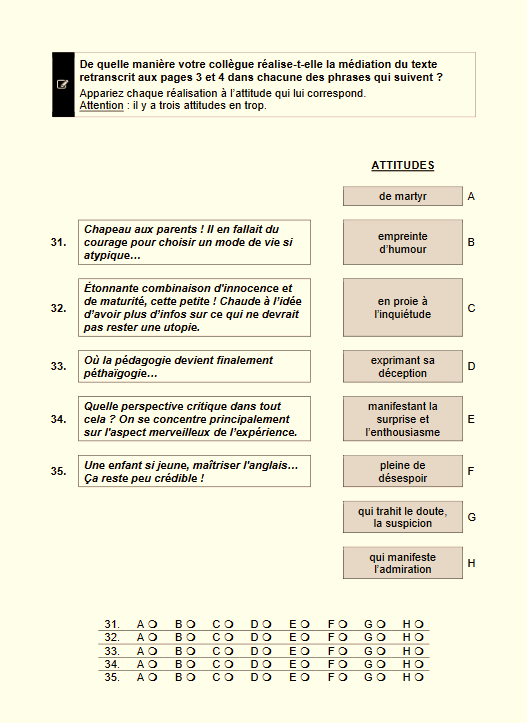 De quelle manière votre collègue réalise-t-elle la médiation du texte
retranscrit aux pages 3 et 4 dans chacune des phrases qui suivent ?
Appariez chaque réalisation à l'attitude qui lui correspond.
Attention : il y a trois attitudes en trop.
ATTITUDES
de martyr A
31. Chapeau aux parents ! Il en fallait du
courage pour choisir un mode de vie si
atypique…
empreinte
d'humour
B
32. Étonnante combinaison d'innocence et
de maturité, cette petite ! Chaude à l'idée
d'avoir plus d'infos sur ce qui ne devrait
pas rester une utopie.
en proie à
l'inquiétude
C
33. Où la pédagogie devient finalement
péthaïgogie…
exprimant sa
déception
D
34. Quelle perspective critique dans tout
cela ? On se concentre principalement
sur l'aspect merveilleux de l'expérience.
manifestant la
surprise et
l'enthousiasme
E
35. Une enfant si jeune, maîtriser l'anglais…
Ça reste peu crédible !
pleine de
désespoir
F
qui trahit le doute,
la suspicion
G
qui manifeste
l'admiration
H
31. A B C D E F G H
32. A B C D E F G H
33. A B C D E F G H
34. A B C D E F G H
35. A B C D E F G H